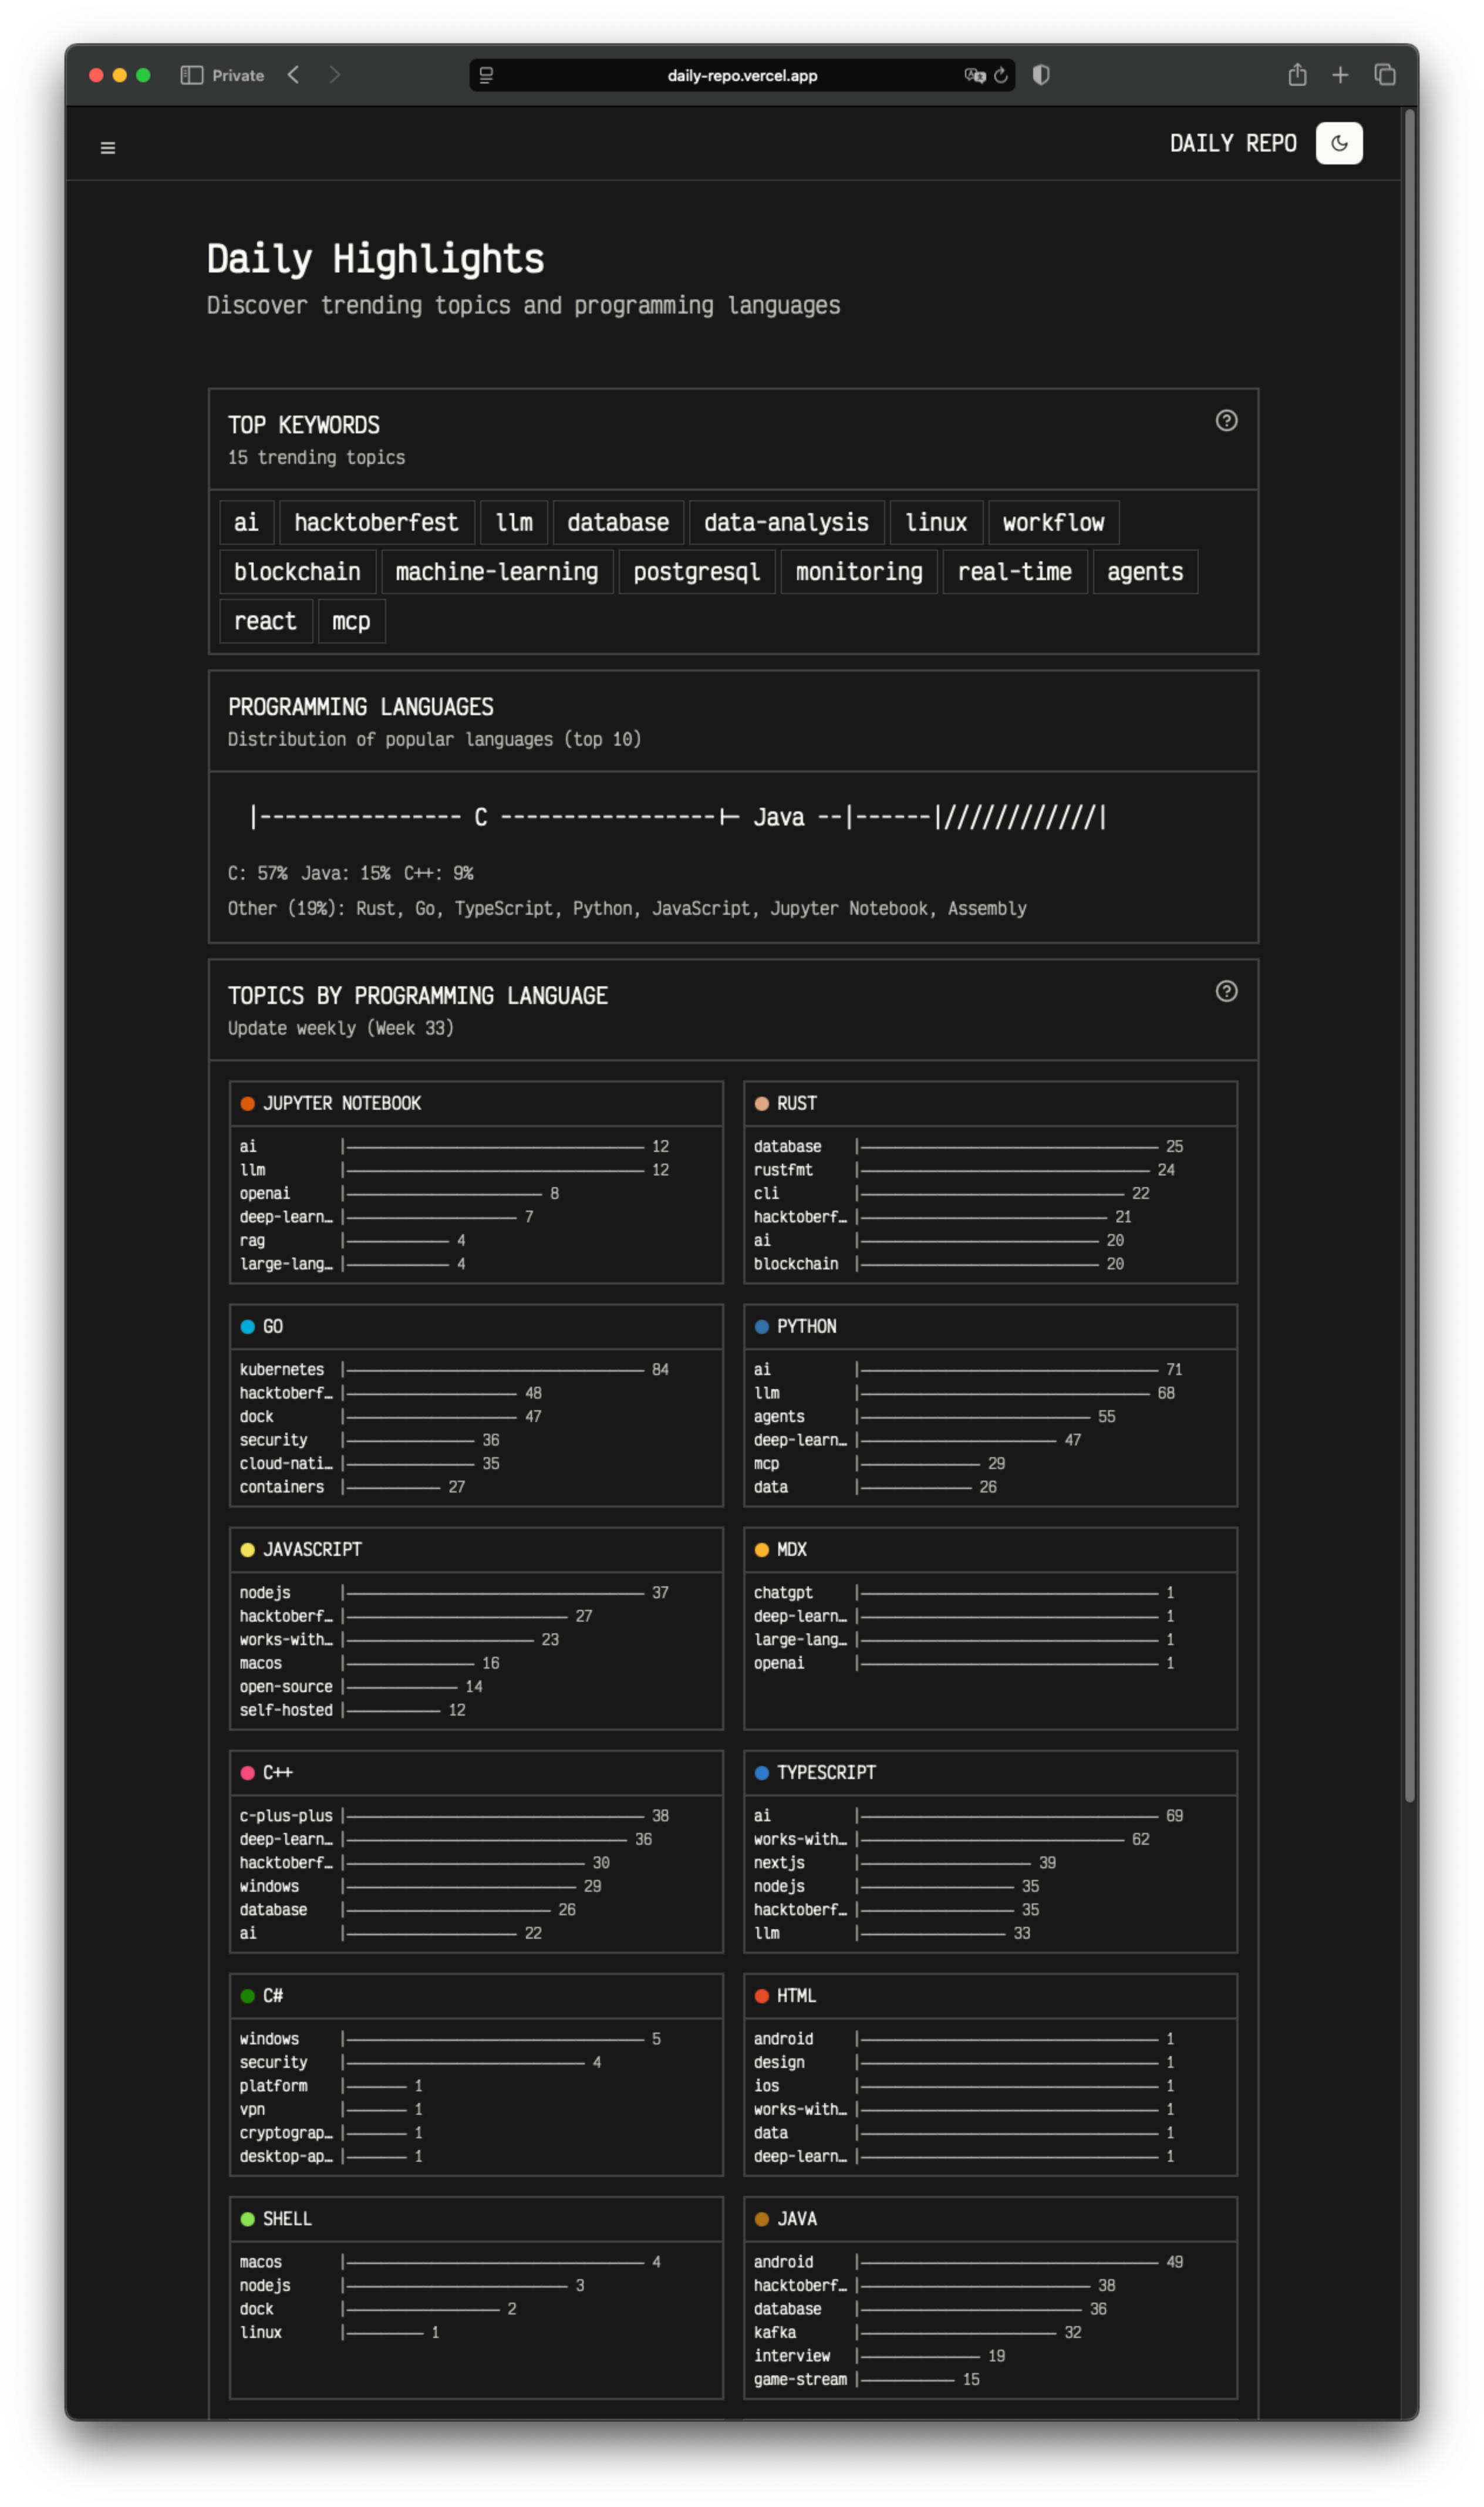 Private
daily-repo.vercel.app
DAILY REPO
Daily Highlights
Discover trending topics and programming languages
TOP KEYWORDS
15 trending topics
ai hacktoberfest llm database data-analysis linux workflow
blockchain machine-learning postgresql monitoring real-time agents
react mcp
PROGRAMMING LANGUAGES
Distribution of popular languages (top 10)
|---------------- C -----------------|— Java --|------|////////////|
C: 57% Java: 15% C++: 9%
Other (19%): Rust, Go, TypeScript, Python, JavaScript, Jupyter Notebook, Assembly
TOPICS BY PROGRAMMING LANGUAGE
Update weekly (Week 33)
JUPYTER NOTEBOOK
ai 12
llm 12
openai 8
deep-learn… 7
rag 4
large-lang… 4
RUST
database 25
rustfmt 24
cli 22
hacktoberf… 21
ai 20
blockchain 20
GO
kubernetes 84
hacktoberf… 48
dock 47
security 36
cloud-nati… 35
containers 27
PYTHON
ai 71
llm 68
agents 55
deep-learn… 47
mcp 29
data 26
JAVASCRIPT
nodejs 37
hacktoberf… 27
works-with… 23
macos 16
open-source 14
self-hosted 12
MDX
chatgpt 1
deep-learn… 1
large-lang… 1
openai 1
C++
c-plus-plus 38
deep-learn… 36
hacktoberf… 30
windows 29
database 26
ai 22
TYPESCRIPT
ai 69
works-with… 62
nextjs 39
nodejs 35
hacktoberf… 35
llm 33
C#
windows 5
security 4
platform 1
vpn 1
cryptograp… 1
desktop-ap… 1
HTML
android 1
design 1
ios 1
works-with… 1
data 1
deep-learn… 1
SHELL
macos 4
nodejs 3
dock 2
linux 1
JAVA
android 49
hacktoberf… 38
database 36
kafka 32
interview 19
game-stream 15